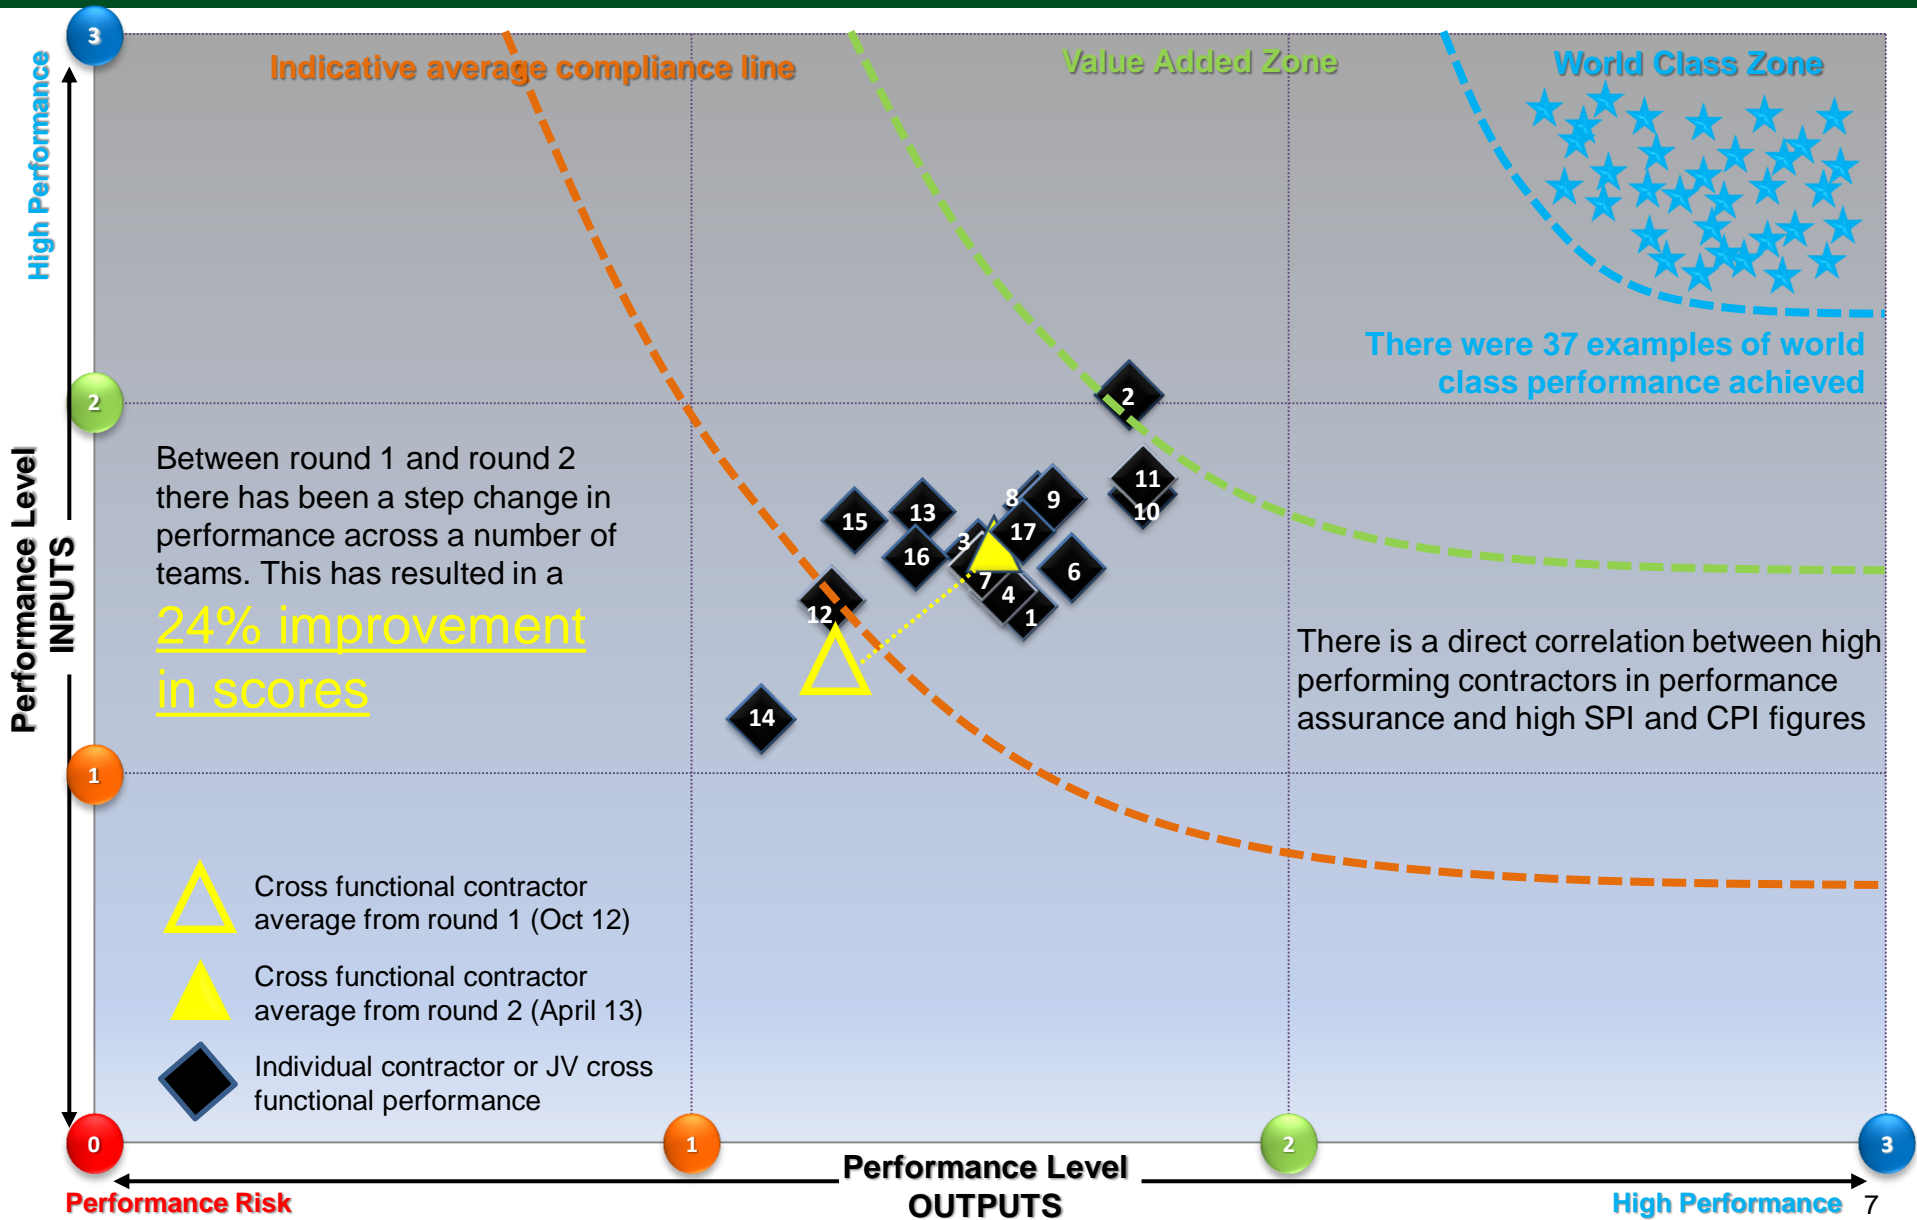 3
High Performance
Indicative average compliance line
Value Added Zone
World Class Zone
There were 37 examples of world
class performance achieved
2
2
Performance Level
INPUTS
Between round 1 and round 2
there has been a step change in
performance across a number of
teams. This has resulted in a
24% improvement
in scores
11
10
8
9
15
13
17
3
16
6
7
4
12
1
14
There is a direct correlation between high
performing contractors in performance
assurance and high SPI and CPI figures
1
Cross functional contractor
average from round 1 (Oct 12)
Cross functional contractor
average from round 2 (April 13)
Individual contractor or JV cross
functional performance
0
1
2
3
Performance Risk
Performance Level
OUTPUTS
High Performance
7